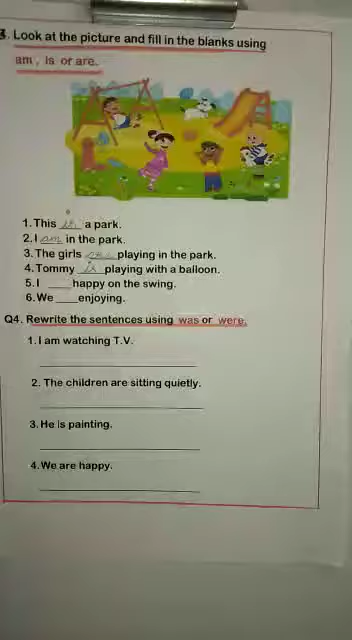 3. Look at the picture and fill in the blanks using
am, is or are.
1. This is a park.
2. I am in the park.
3. The girls are playing in the park.
4. Tommy is playing with a balloon.
5. I ____ happy on the swing.
6. We ____ enjoying.
Q4. Rewrite the sentences using was or were.
1. I am watching T.V.
2. The children are sitting quietly.
3. He is painting.
4. We are happy.